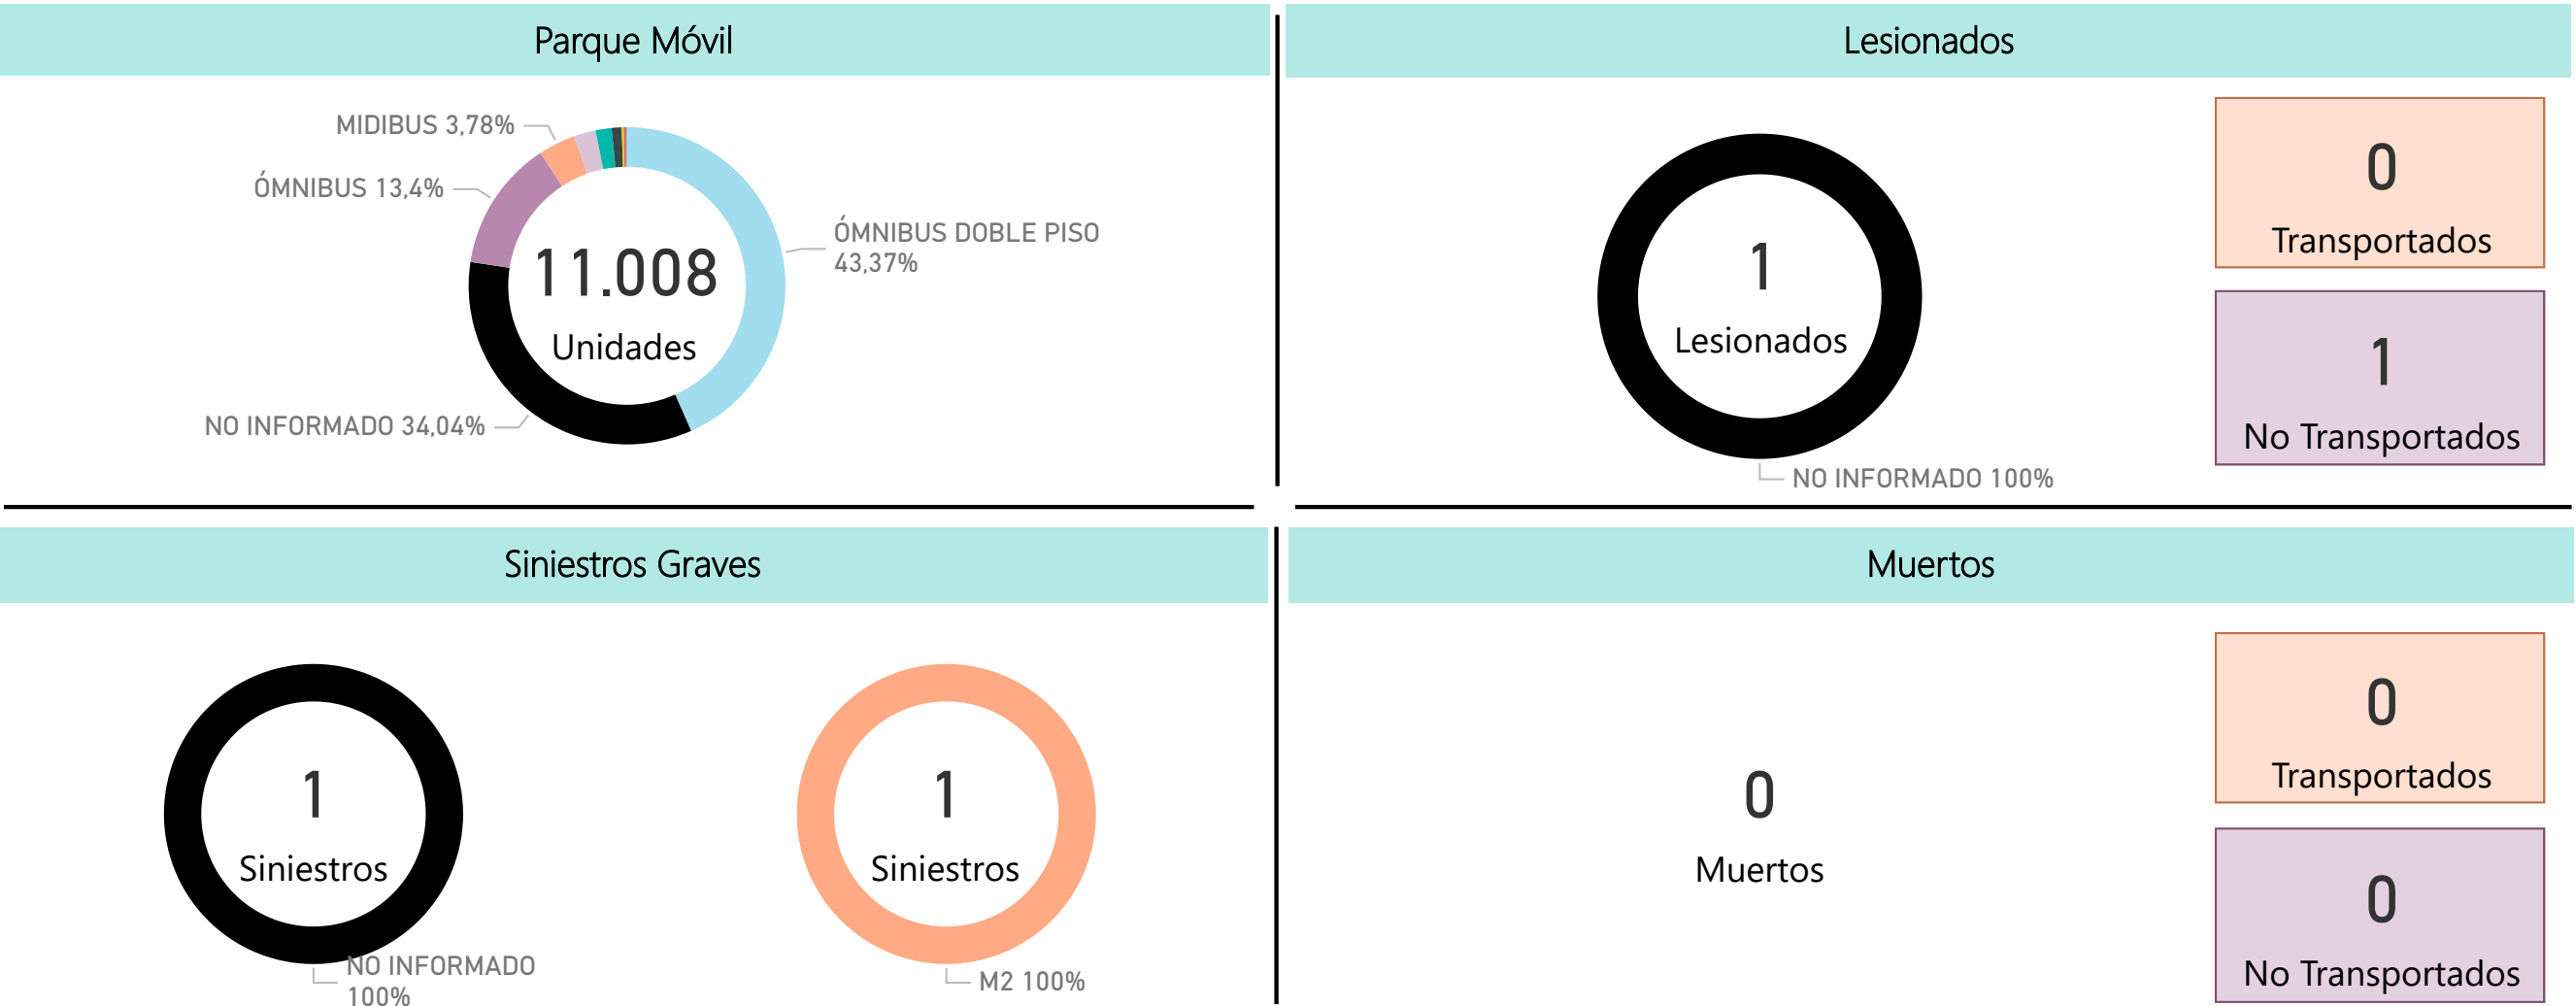 Parque Móvil
MIDIBUS 3,78%
ÓMNIBUS 13,4%
ÓMNIBUS DOBLE PISO
43,37%
11.008
Unidades
NO INFORMADO 34,04%
Lesionados
1
Lesionados
NO INFORMADO 100%
0
Transportados
1
No Transportados
Siniestros Graves
1
Siniestros
NO INFORMADO
100%
1
Siniestros
M2 100%
Muertos
0
Muertos
0
Transportados
0
No Transportados